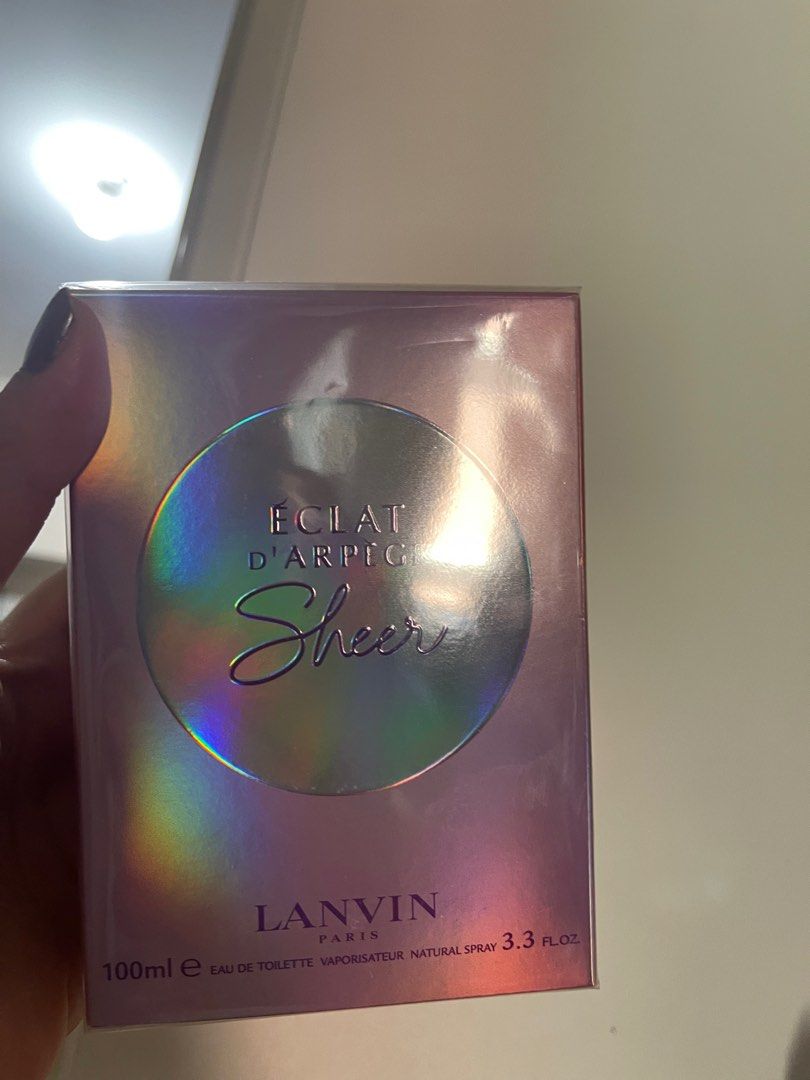 ÉCLAT
D'ARPÈG
Sheer
LANVIN
PARIS
100ml e EAU DE TOILETTE VAPORISATEUR NATURAL SPRAY 3.3 FL.OZ.